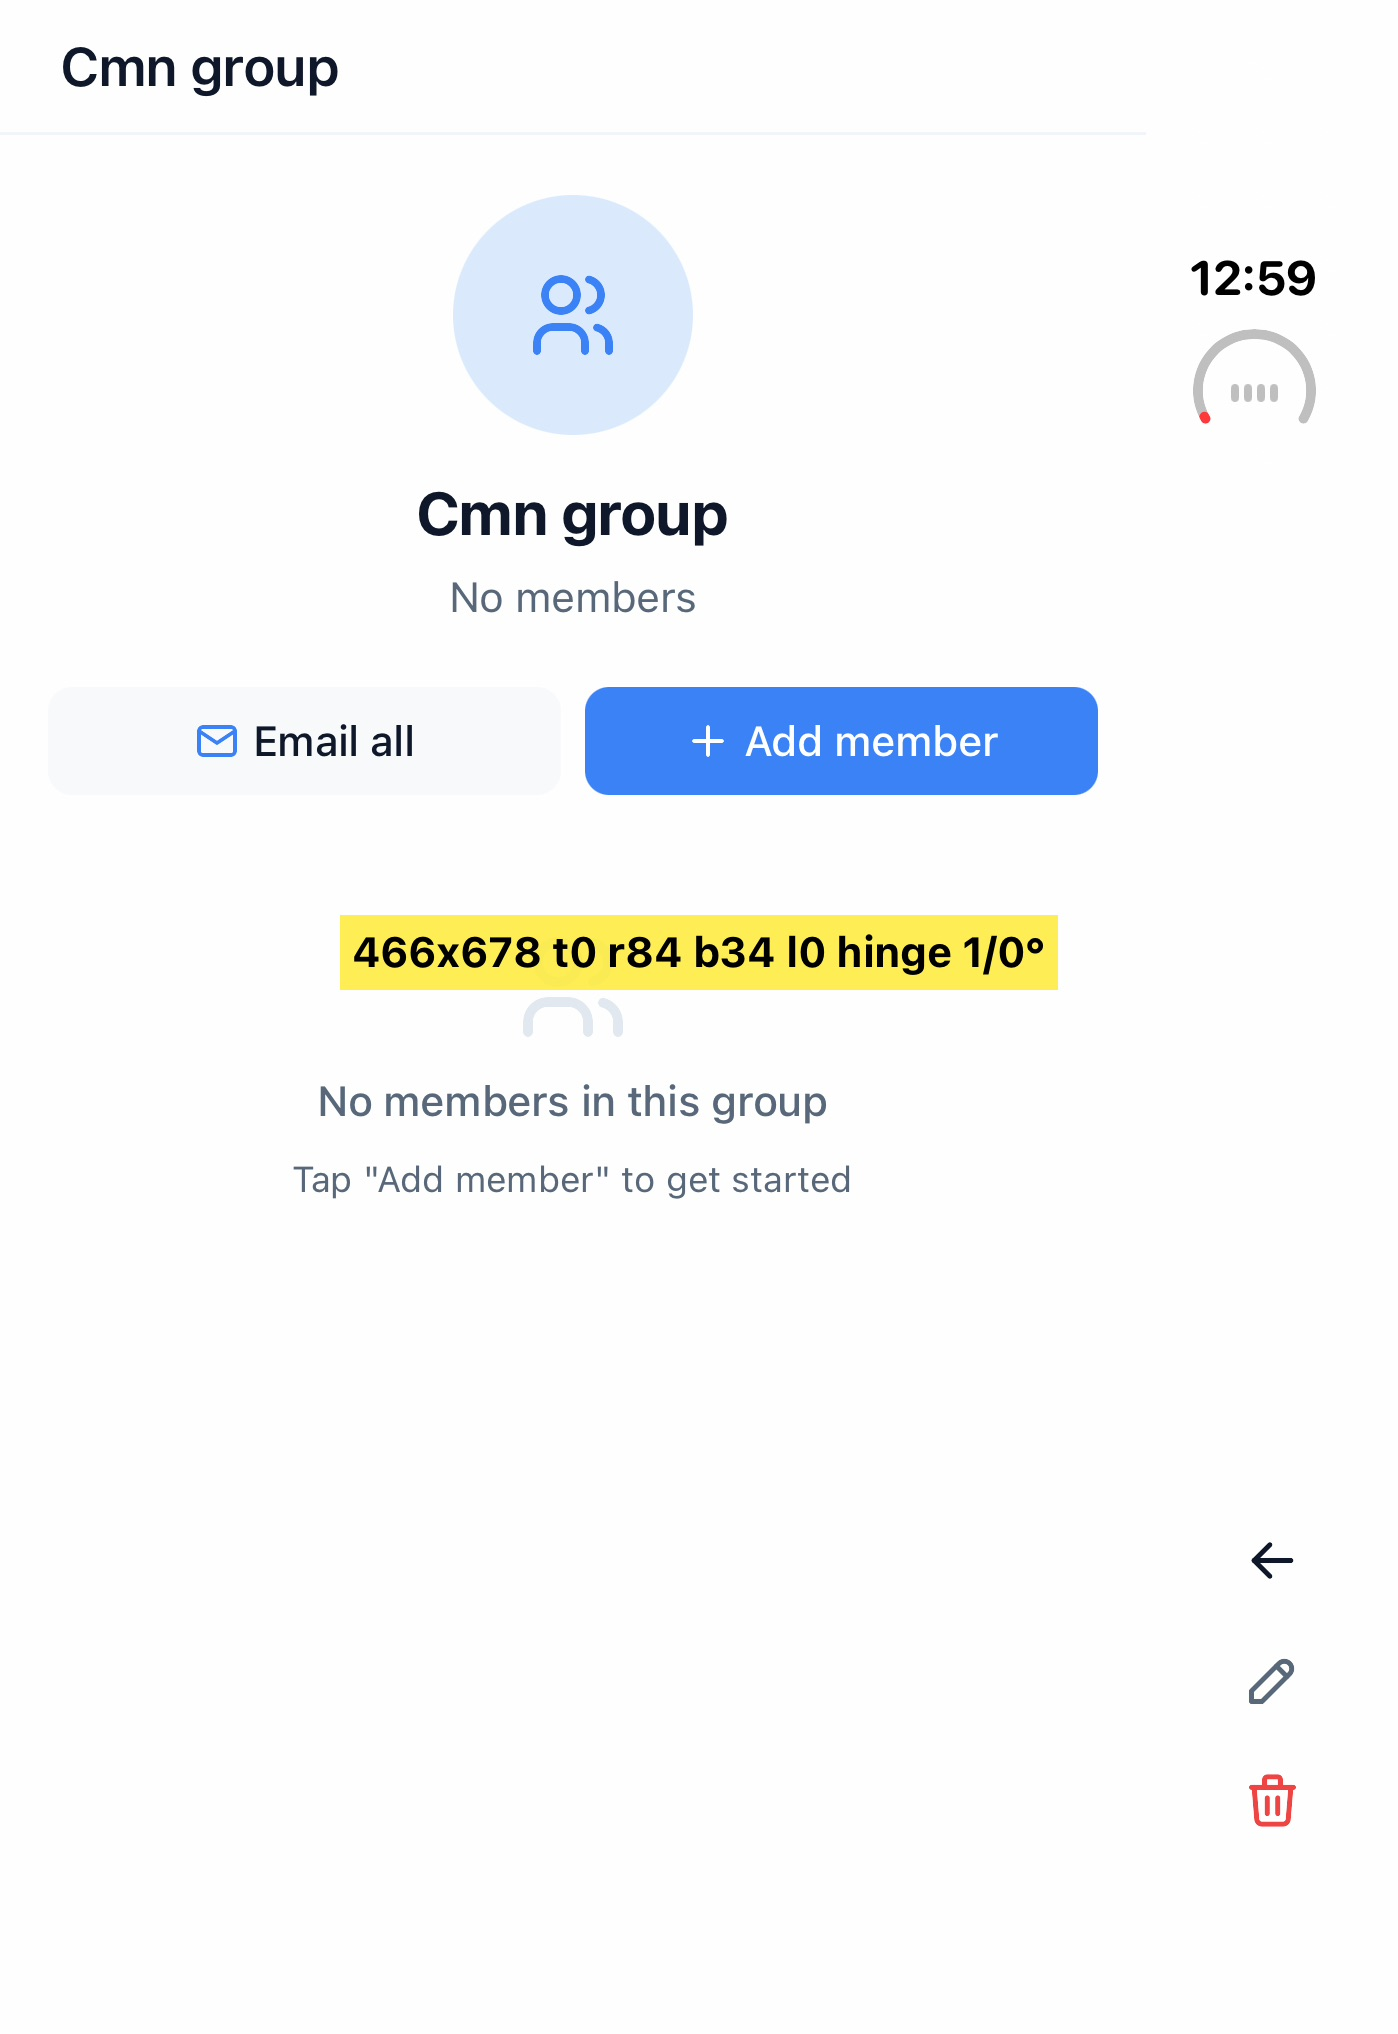 Cmn group
12:59
Cmn group
No members
Email all
Add member
466x678 t0 r84 b34 l0 hinge 1/0°
No members in this group
Tap "Add member" to get started